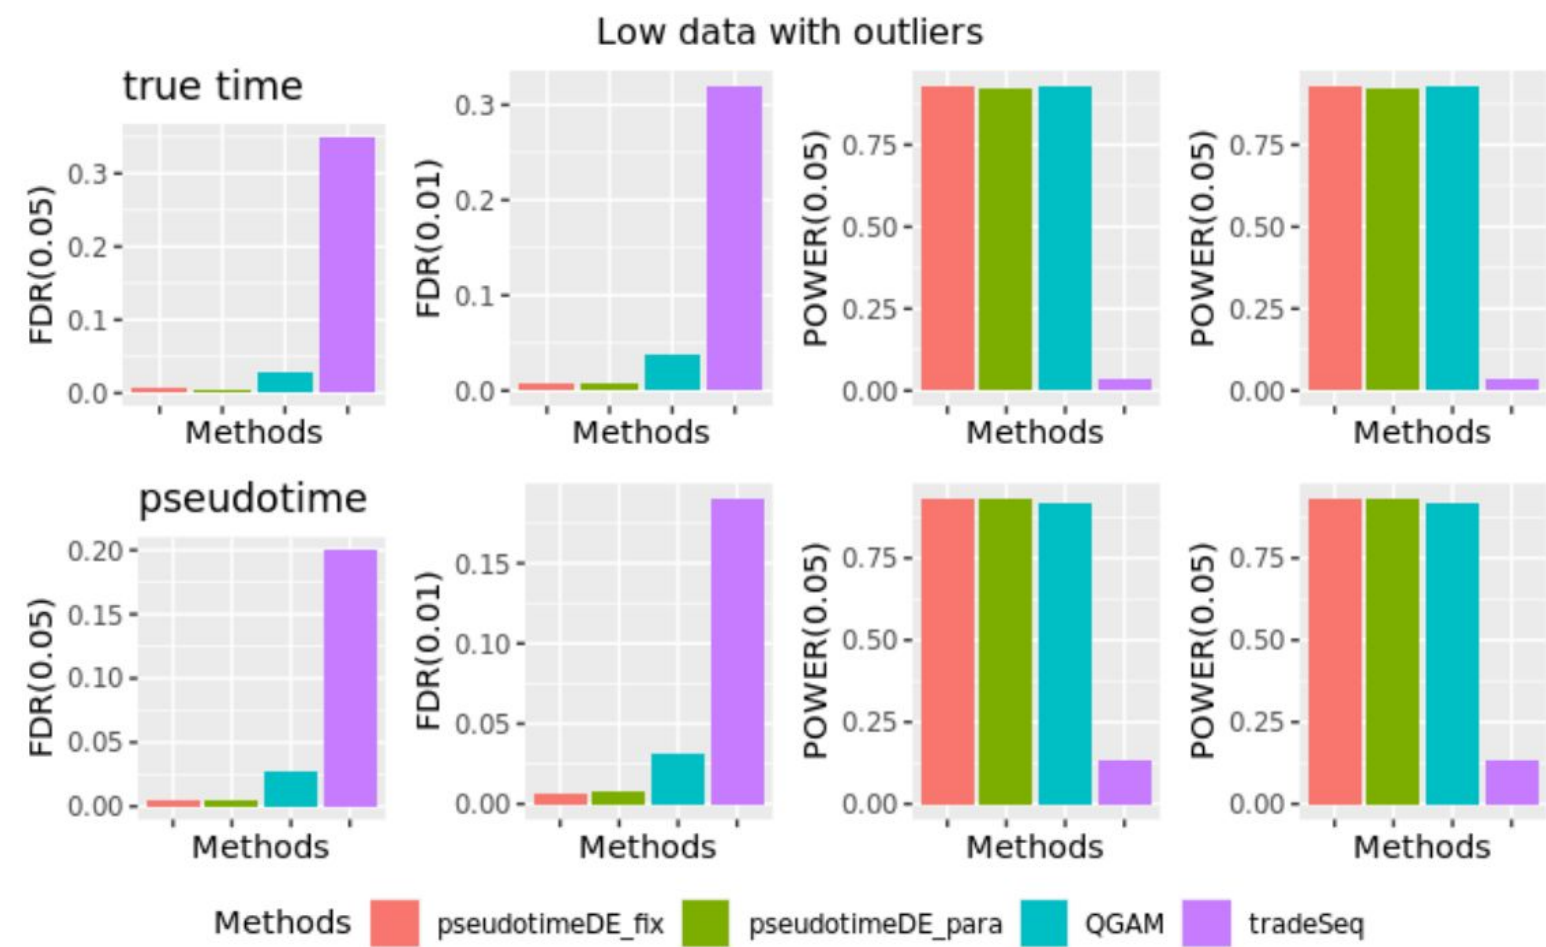 Low data with outliers
true time
FDR(0.05)
0.3
0.2
0.1
0.0
Methods
FDR(0.01)
0.3
0.2
0.1
0.0
Methods
POWER(0.05)
0.75
0.50
0.25
0.00
Methods
POWER(0.05)
0.75
0.50
0.25
0.00
Methods
pseudotime
FDR(0.05)
0.20
0.15
0.10
0.05
0.00
Methods
FDR(0.01)
0.15
0.10
0.05
0.00
Methods
POWER(0.05)
0.75
0.50
0.25
0.00
Methods
POWER(0.05)
0.75
0.50
0.25
0.00
Methods
Methods pseudotimeDE_fix pseudotimeDE_para QGAM tradeSeq